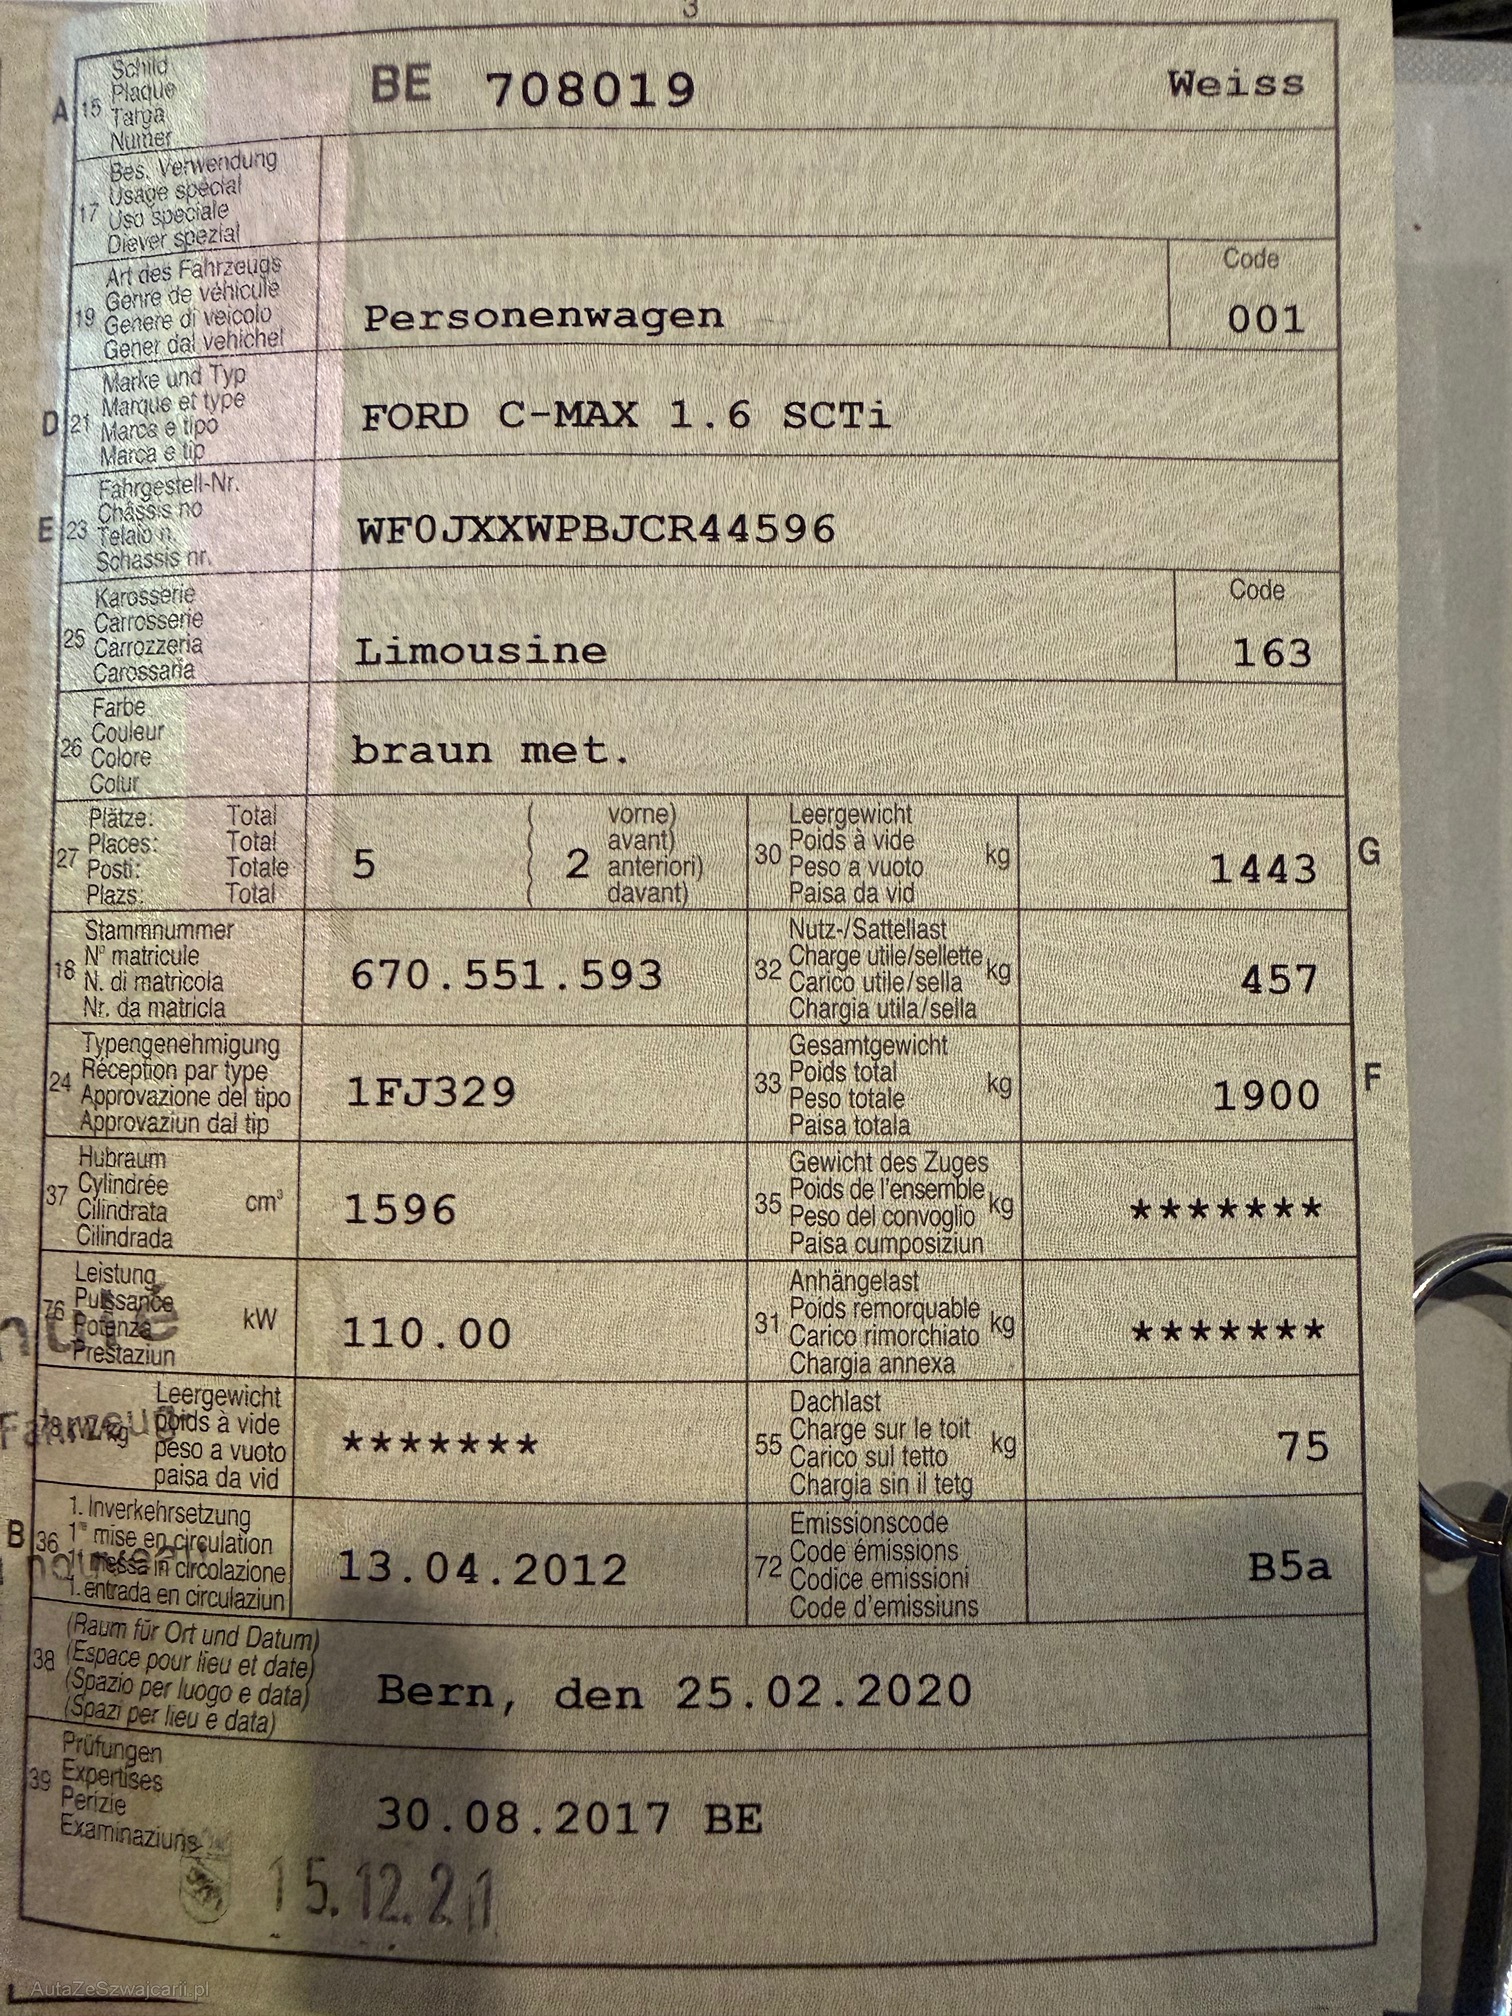 3
A 15 Schild
Plaque
Targa
Numer
BE 708019 Weiss
17 Bes. Verwendung
Usage spécial
Uso speciale
Diever spezial
19 Art des Fahrzeugs
Genre de véhicule
Genere di veicolo
Gener dal vehichel
Personenwagen
Code
001
D 21 Marke und Typ
Marque et type
Marca e tipo
Marca e tip
FORD C-MAX 1.6 SCTi
E 23 Fahrgestell-Nr.
Châssis no
Telaio n.
Schassis nr.
WF0JXXWPBJCR44596
25 Karosserie
Carrosserie
Carrozzeria
Carossaria
Limousine
Code
163
26 Farbe
Couleur
Colore
Colur
braun met.
27 Plätze: Total
Places: Total
Posti: Totale
Plazs: Total
5
2
vorne)
avant)
anteriori)
davant)
30 Leergewicht
Poids à vide
Peso a vuoto
Paisa da vid
kg
1443
G
18 Stammnummer
N° matricule
N. di matricola
Nr. da matricla
670.551.593
32 Nutz-/Sattellast
Charge utile/sellette
Carico utile/sella
Chargia utila/sella
kg
457
24 Typengenehmigung
Réception par type
Approvazione del tipo
Approvaziun dal tip
1FJ329
33 Gesamtgewicht
Poids total
Peso totale
Paisa totala
kg
1900
F
37 Hubraum
Cylindrée
Cilindrata
Cilindrada
cm³
1596
35 Gewicht des Zuges
Poids de l'ensemble
Peso del convoglio
Paisa cumposiziun
kg
*******
76 Leistung
Puissance
Potenza
Prestaziun
kW
110.00
31 Anhängelast
Poids remorquable
Carico rimorchiato
Chargia annexa
kg
*******
78 kW/kg
Leergewicht
poids à vide
peso a vuoto
paisa da vid
*******
Fahrzeug
55 Dachlast
Charge sur le toit
Carico sul tetto
Chargia sin il tetg
kg
75
B 36 1. Inverkehrsetzung
1re mise en circulation
1. messa in circolazione
1. entrada en circulaziun
13.04.2012
72 Emissionscode
Code émissions
Codice emissioni
Code d'emissiuns
B5a
38 (Raum für Ort und Datum)
(Espace pour lieu et date)
(Spazio per luogo e data)
(Spazi per lieu e data)
Bern, den 25.02.2020
39 Prüfungen
Expertises
Perizie
Examinaziuns
30.08.2017 BE
15.12.21
AutaZeSzwajcarii.pl